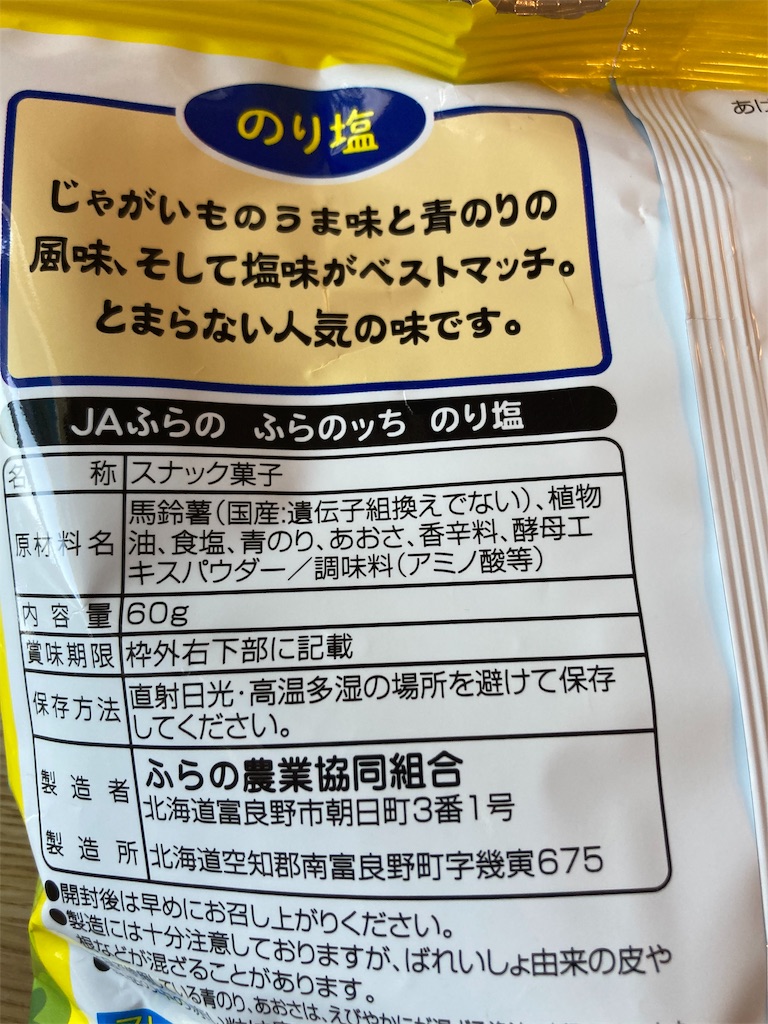 あけ
のり塩
じゃがいものうま味と青のりの
風味、そして塩味がベストマッチ。
とまらない人気の味です。
JAふらの ふらのッち のり塩
名称 スナック菓子
原材料名 馬鈴薯(国産:遺伝子組換えでない)、植物
油、食塩、青のり、あおさ、香辛料、酵母エ
キスパウダー/調味料(アミノ酸等)
内容量 60g
賞味期限 枠外右下部に記載
保存方法 直射日光・高温多湿の場所を避けて保存
してください。
製造者 ふらの農業協同組合
北海道富良野市朝日町3番1号
製造所 北海道空知郡南富良野町字幾寅675
●開封後は早めにお召し上がりください。
●製造には十分注意しておりますが、ばれいしょ由来の皮や
根などが混ざることがあります。
している青のり、あおさは、えびやかにが